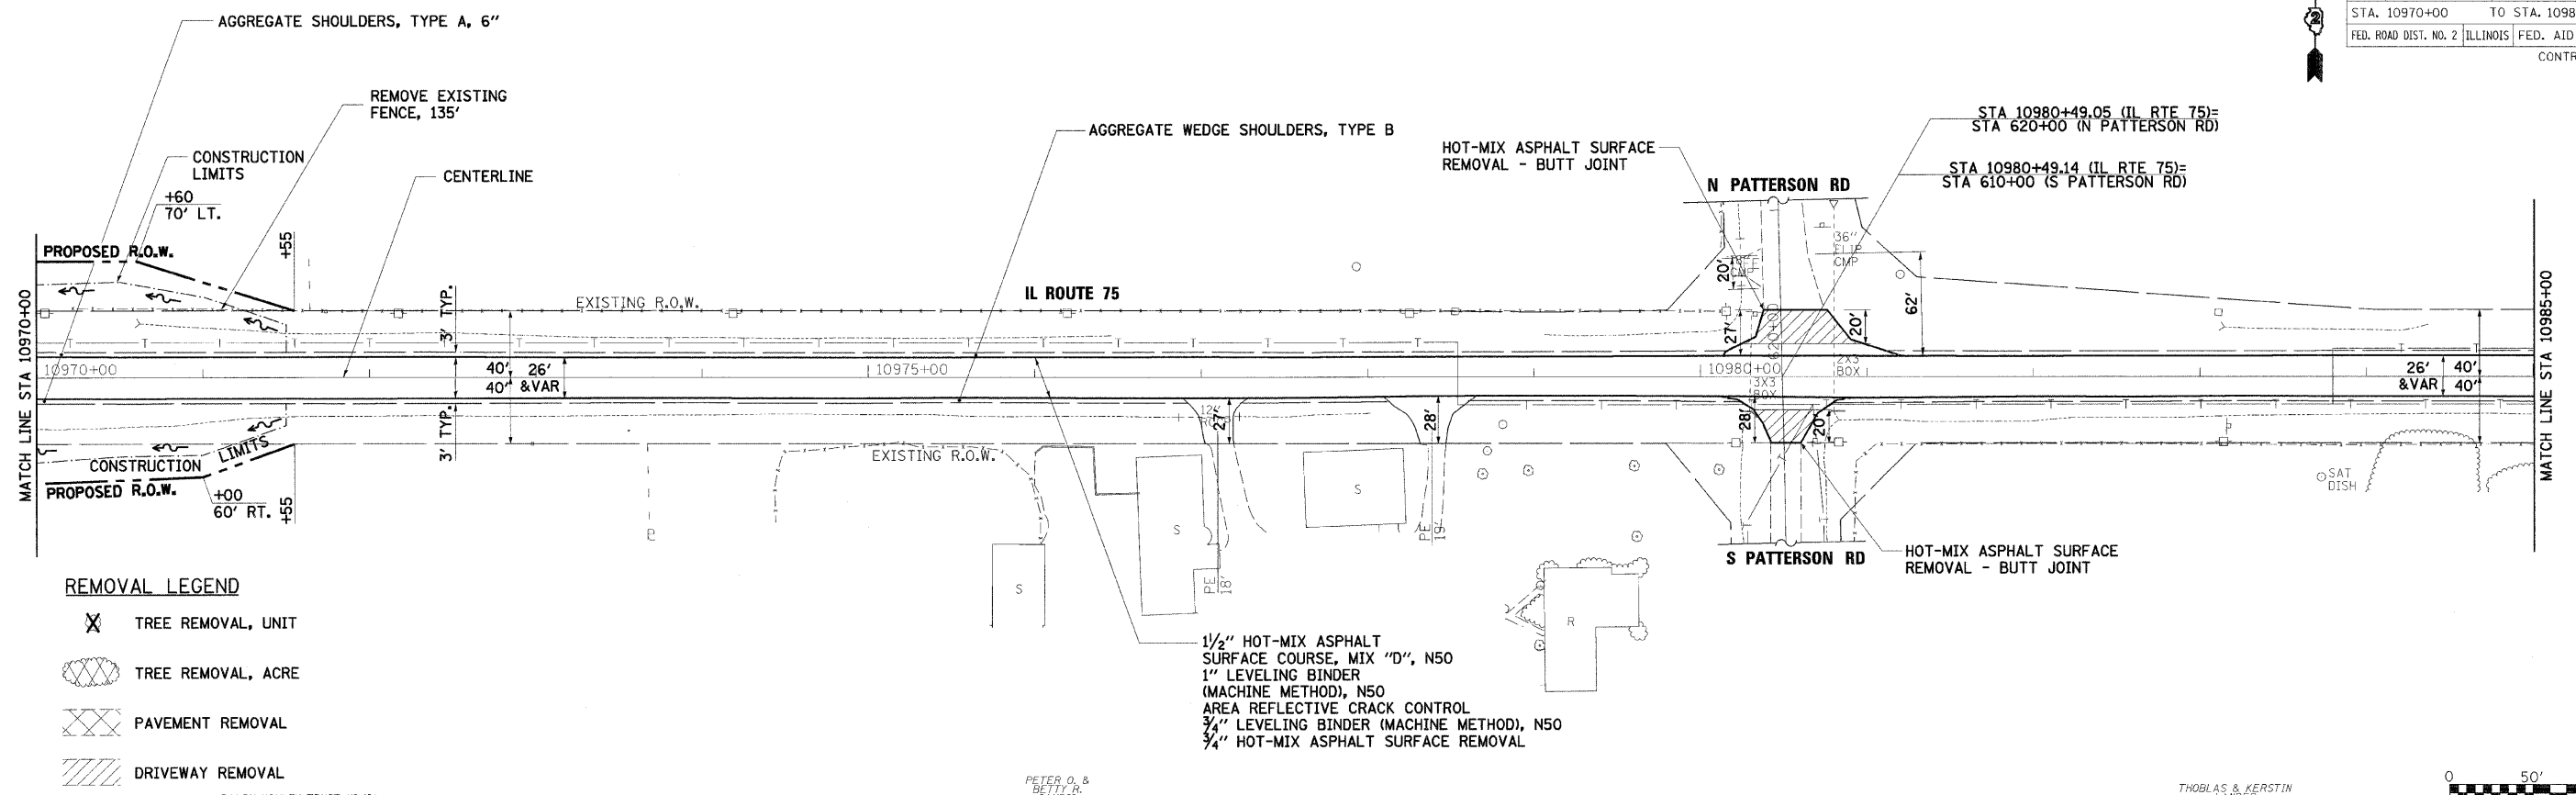 AGGREGATE SHOULDERS, TYPE A, 6"
2
STA. 10970+00 TO STA. 1098
FED. ROAD DIST. NO. 2 ILLINOIS FED. AID
CONTR
REMOVE EXISTING
FENCE, 135'
AGGREGATE WEDGE SHOULDERS, TYPE B
STA 10980+49.05 (IL RTE 75)=
STA 620+00 (N PATTERSON RD)
CONSTRUCTION
LIMITS
CENTERLINE
HOT-MIX ASPHALT SURFACE
REMOVAL - BUTT JOINT
STA 10980+49.14 (IL RTE 75)=
STA 610+00 (S PATTERSON RD)
+60
70' LT.
N PATTERSON RD
PROPOSED R.O.W.
+55
36"
CMP
20'
CMP
62'
EXISTING R.O.W.
IL ROUTE 75
3' TYP.
27'
620+00
20'
MATCH LINE STA 10970+00
MATCH LINE STA 10985+00
10970+00
40'
26'
10975+00
10980+00
2X3
BOX
26'
40'
40'
&VAR
3X3
BOX
&VAR
40'
3' TYP.
12"
27'
28'
28'
20'
CONSTRUCTION LIMITS
EXISTING R.O.W.
PROPOSED R.O.W.
+00
60' RT.
+55
P
S
S
S
PE
18'
PE
19'
R
SAT
DISH
S PATTERSON RD
HOT-MIX ASPHALT SURFACE
REMOVAL - BUTT JOINT
REMOVAL LEGEND
TREE REMOVAL, UNIT
TREE REMOVAL, ACRE
PAVEMENT REMOVAL
DRIVEWAY REMOVAL
1 1/2" HOT-MIX ASPHALT
SURFACE COURSE, MIX "D", N50
1" LEVELING BINDER
(MACHINE METHOD), N50
AREA REFLECTIVE CRACK CONTROL
3/4" LEVELING BINDER (MACHINE METHOD), N50
3/4" HOT-MIX ASPHALT SURFACE REMOVAL
PETER O. &
BETTY R.
THOBLAS & KERSTIN
0 50'